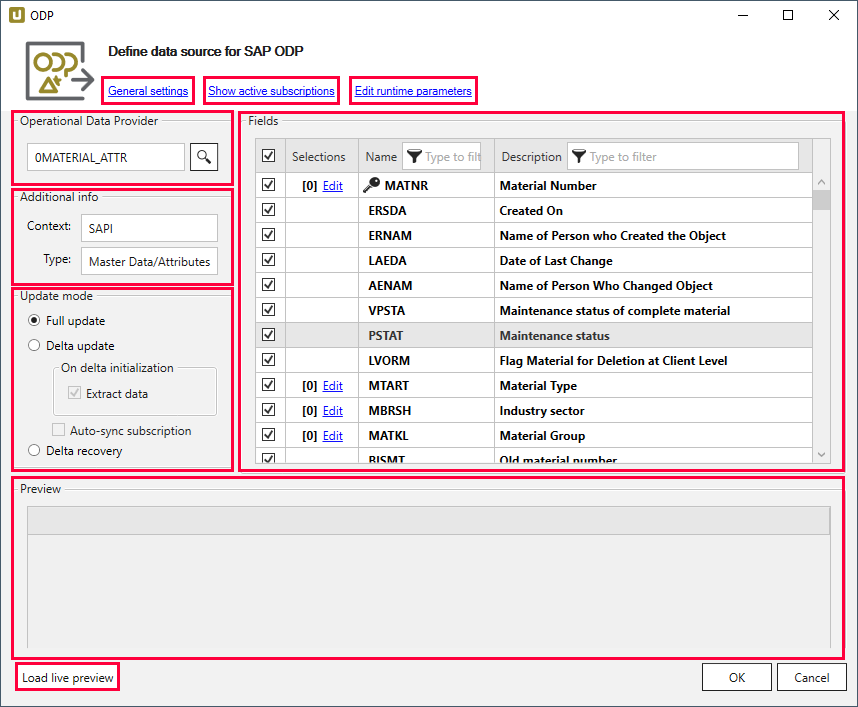 ODP
Define data source for SAP ODP
General settings Show active subscriptions Edit runtime parameters
Operational Data Provider
0MATERIAL_ATTR
Additional info
Context: SAPI
Type: Master Data/Attributes
Update mode
Full update
Delta update
On delta initialization
Extract data
Auto-sync subscription
Delta recovery
Fields
Selections Name Type to filt Description Type to filter
[0] Edit MATNR Material Number
ERSDA Created On
ERNAM Name of Person who Created the Object
LAEDA Date of Last Change
AENAM Name of Person Who Changed Object
VPSTA Maintenance status of complete material
PSTAT Maintenance status
LVORM Flag Material for Deletion at Client Level
[0] Edit MTART Material Type
[0] Edit MBRSH Industry sector
[0] Edit MATKL Material Group
BISMT Old material number
Preview
Load live preview
OK Cancel